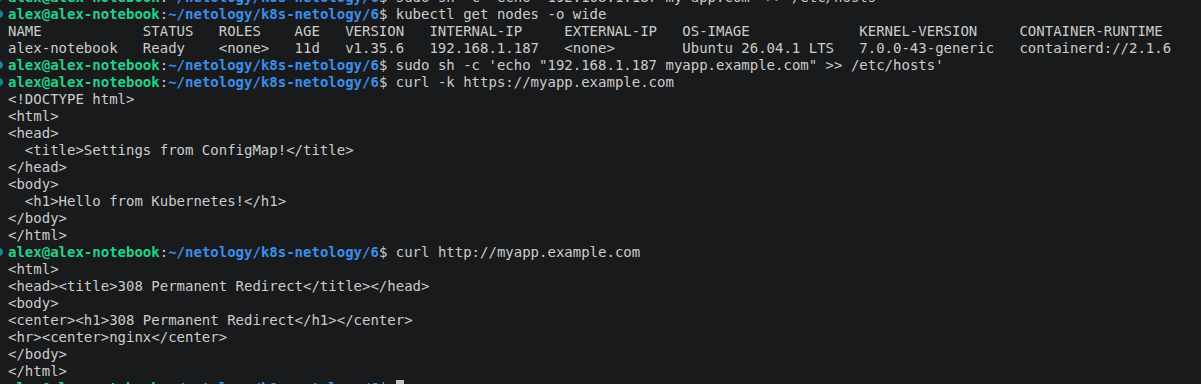 alex@alex-notebook:~/netology/k8s-netology/6$ kubectl get nodes -o wide
NAME            STATUS   ROLES    AGE   VERSION   INTERNAL-IP     EXTERNAL-IP   OS-IMAGE             KERNEL-VERSION     CONTAINER-RUNTIME
alex-notebook   Ready    <none>   11d   v1.35.6   192.168.1.187   <none>        Ubuntu 26.04.1 LTS   7.0.0-43-generic   containerd://2.1.6
alex@alex-notebook:~/netology/k8s-netology/6$ sudo sh -c 'echo "192.168.1.187 myapp.example.com" >> /etc/hosts'
alex@alex-notebook:~/netology/k8s-netology/6$ curl -k https://myapp.example.com
<!DOCTYPE html>
<html>
<head>
  <title>Settings from ConfigMap!</title>
</head>
<body>
  <h1>Hello from Kubernetes!</h1>
</body>
</html>
alex@alex-notebook:~/netology/k8s-netology/6$ curl http://myapp.example.com
<html>
<head><title>308 Permanent Redirect</title></head>
<body>
<center><h1>308 Permanent Redirect</h1></center>
<hr><center>nginx</center>
</body>
</html>